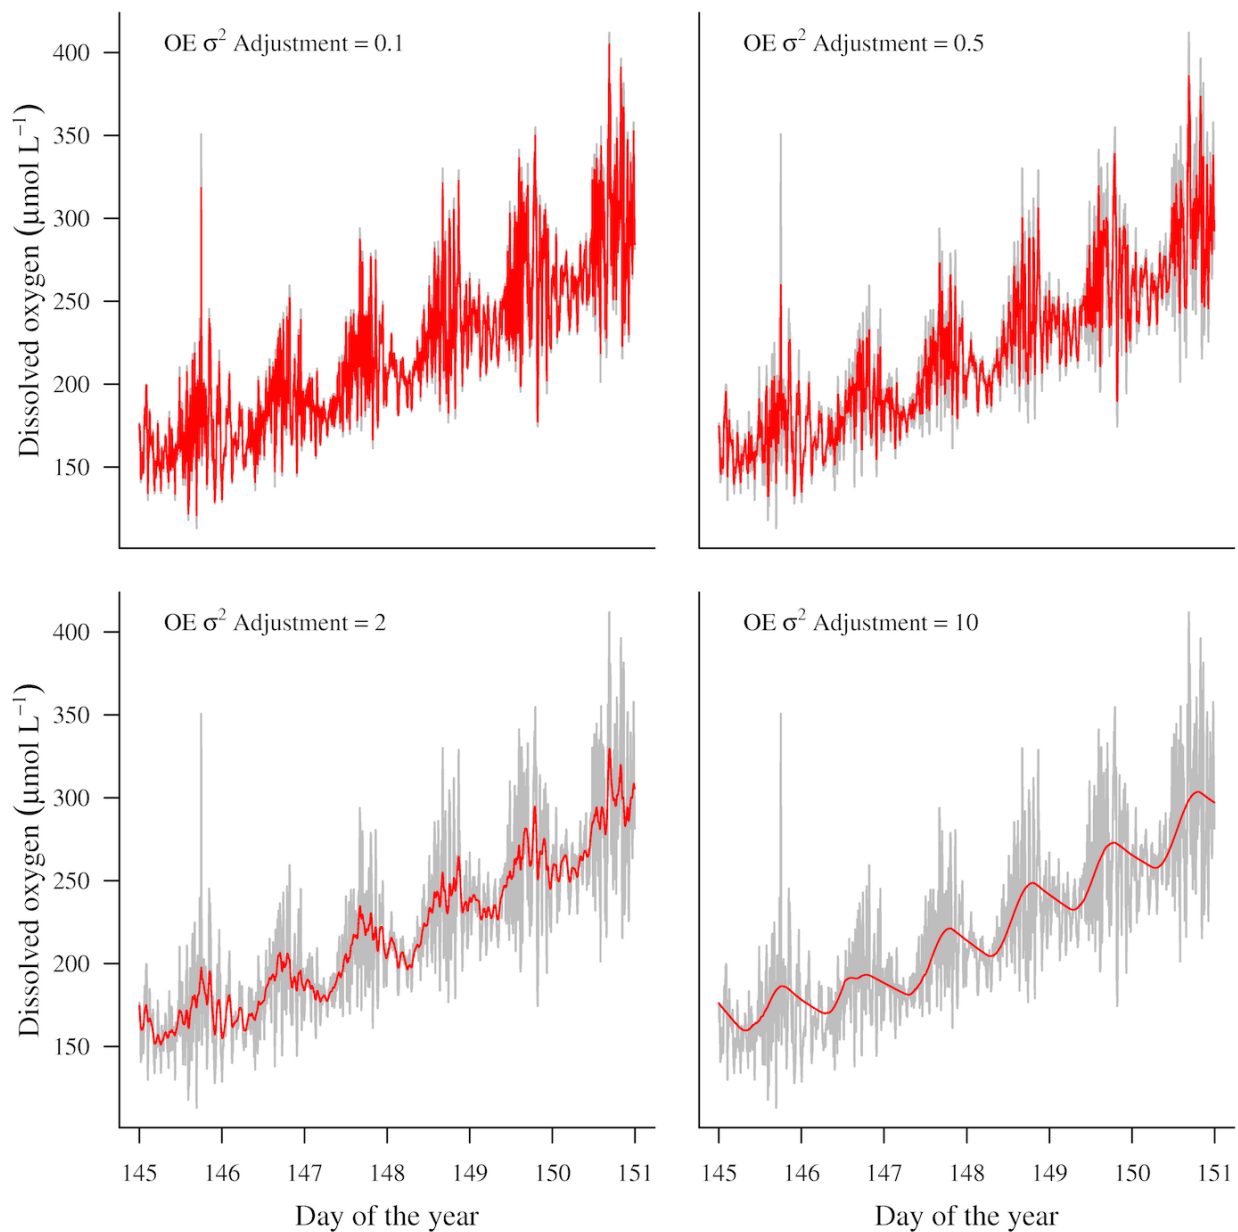 OE σ² Adjustment = 0.1
OE σ² Adjustment = 0.5
400
350
300
250
200
150
Dissolved oxygen (μmol L⁻¹)
OE σ² Adjustment = 2
OE σ² Adjustment = 10
400
350
300
250
200
150
Dissolved oxygen (μmol L⁻¹)
145 146 147 148 149 150 151
145 146 147 148 149 150 151
Day of the year
Day of the year